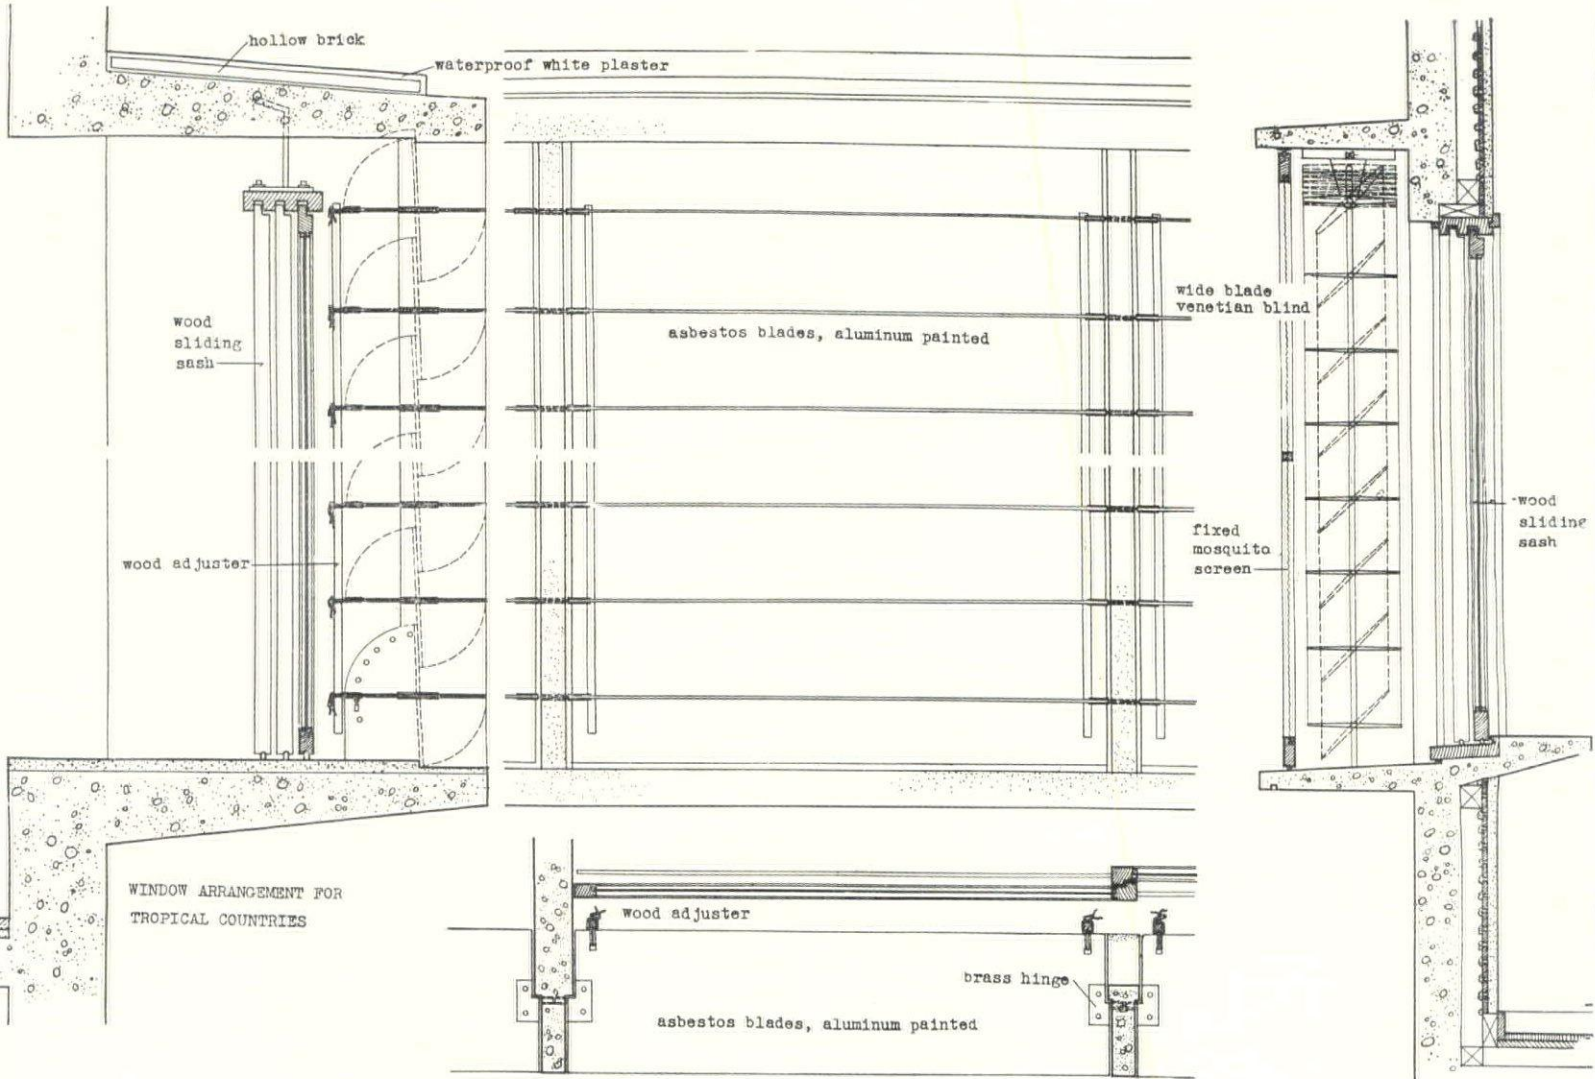 hollow brick
waterproof white plaster
wood
sliding
sash
asbestos blades, aluminum painted
wide blade
venetian blind
wood adjuster
fixed
mosquito
screen
wood
sliding
sash
WINDOW ARRANGEMENT FOR
TROPICAL COUNTRIES
wood adjuster
brass hinge
asbestos blades, aluminum painted